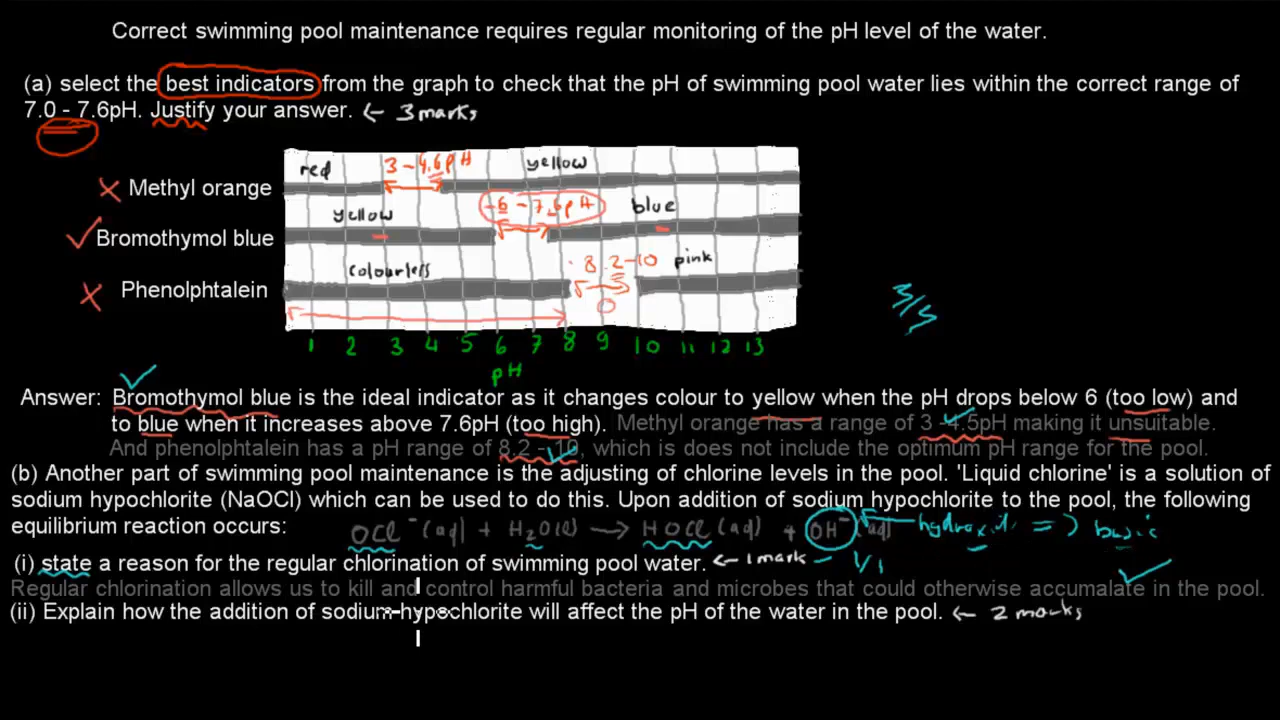 Correct swimming pool maintenance requires regular monitoring of the pH level of the water.
(a) select the best indicators from the graph to check that the pH of swimming pool water lies within the correct range of
7.0 - 7.6pH. Justify your answer. ← 3 marks
red 3 - 4.6 pH yellow
Methyl orange
yellow 6 - 7.6 pH blue
Bromothymol blue
colourless 8.2-10 pink
Phenolphtalein
0
3/3
1 2 3 4 5 6 7 8 9 10 11 12 13
pH
Answer: Bromothymol blue is the ideal indicator as it changes colour to yellow when the pH drops below 6 (too low) and
to blue when it increases above 7.6pH (too high). Methyl orange has a range of 3 - 4.5pH making it unsuitable.
And phenolphtalein has a pH range of 8.2 - 10, which is does not include the optimum pH range for the pool.
(b) Another part of swimming pool maintenance is the adjusting of chlorine levels in the pool. 'Liquid chlorine' is a solution of
sodium hypochlorite (NaOCl) which can be used to do this. Upon addition of sodium hypochlorite to the pool, the following
equilibrium reaction occurs: OCl⁻ (aq) + H₂O(l) → HOCl (aq) + OH⁻ (aq) ← hydroxide => basic
(i) state a reason for the regular chlorination of swimming pool water. ← 1 mark - 1/1
Regular chlorination allows us to kill and control harmful bacteria and microbes that could otherwise accumalate in the pool.
(ii) Explain how the addition of sodium-hypochlorite will affect the pH of the water in the pool. ← 2 marks